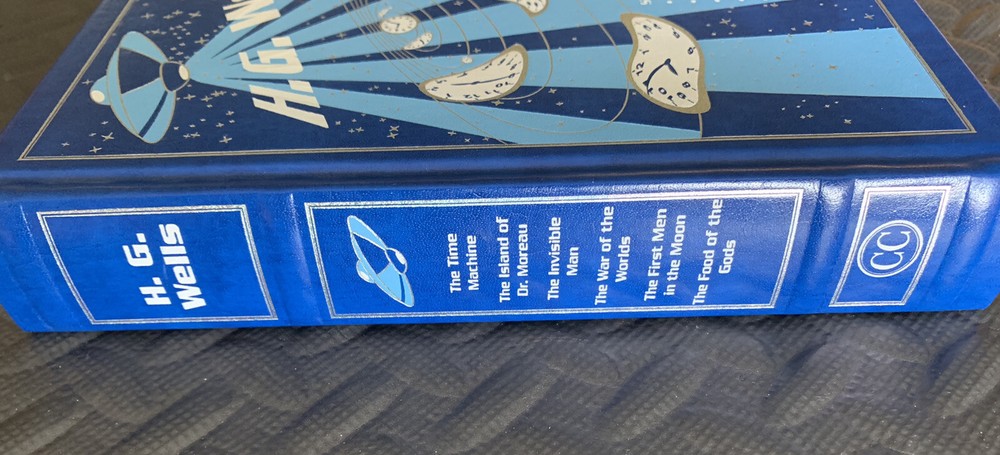 H.G. W
H. G.
Wells
The Time
Machine
The Island of
Dr. Moreau
The Invisible
Man
The War of the
Worlds
The First Men
in the Moon
The Food of the
Gods
CC